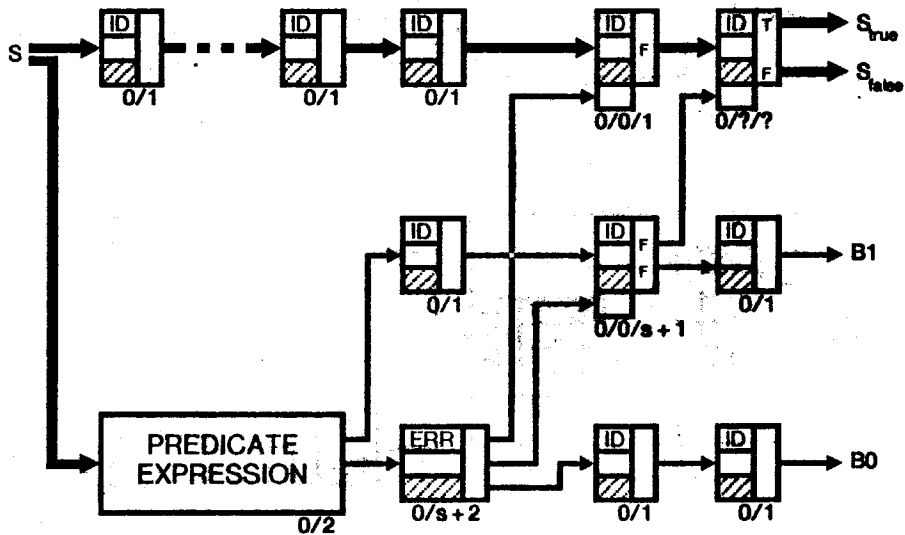 ID ID ID ID ID T S true
S F
F S false
0/1 0/1 0/1 0/0/1 0/?/?
ID ID F ID
F B1
0/1 0/0/s + 1 0/1
PREDICATE
EXPRESSION
0/2
ERR ID ID
B0
0/s + 2 0/1 0/1